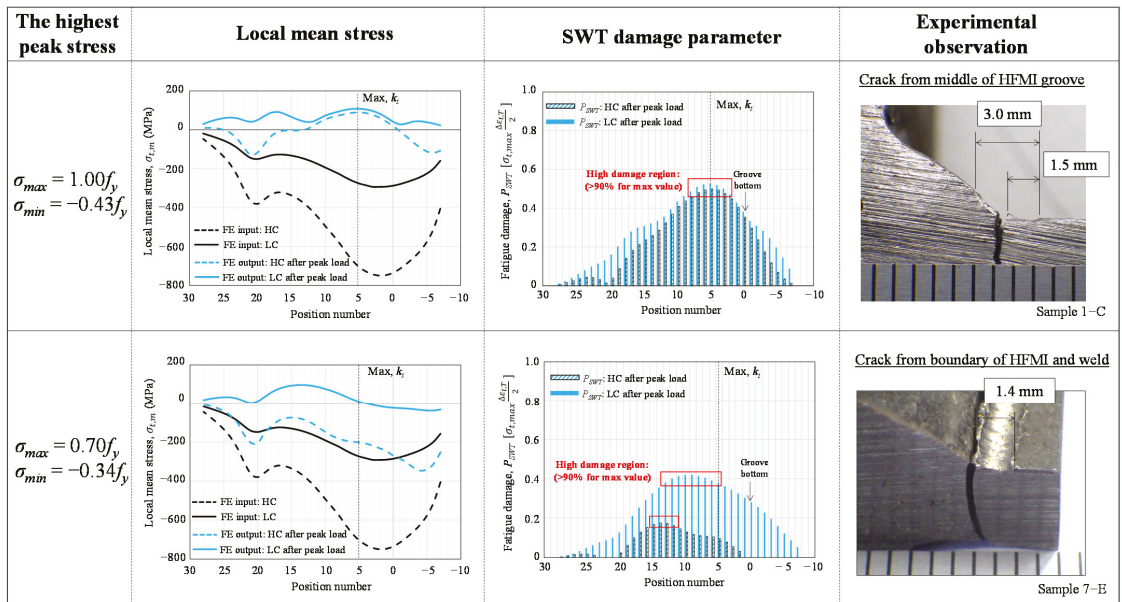 The highest
peak stress
Local mean stress
SWT damage parameter
Experimental
observation
σmax = 1.00fy
σmin = −0.43fy
200
0
−200
−400
−600
−800
30 25 20 15 10 5 0 −5 −10
Local mean stress, σt,m (MPa)
Position number
Max, kt
FE input: HC
FE input: LC
FE output: HC after peak load
FE output: LC after peak load
1.0
0.8
0.6
0.4
0.2
0
30 25 20 15 10 5 0 −5 −10
Fatigue damage, PSWT [σt,max Δεt,T/2]
Position number
Max, kt
PSWT: HC after peak load
PSWT: LC after peak load
High damage region:
(>90% for max value)
Groove
bottom
Crack from middle of HFMI groove
3.0 mm
1.5 mm
Sample 1−C
σmax = 0.70fy
σmin = −0.34fy
200
0
−200
−400
−600
−800
30 25 20 15 10 5 0 −5 −10
Local mean stress, σt,m (MPa)
Position number
Max, kt
FE input: HC
FE input: LC
FE output: HC after peak load
FE output: LC after peak load
1.0
0.8
0.6
0.4
0.2
0
30 25 20 15 10 5 0 −5 −10
Fatigue damage, PSWT [σt,max Δεt,T/2]
Position number
Max, kt
PSWT: HC after peak load
PSWT: LC after peak load
High damage region:
(>90% for max value)
Groove
bottom
Crack from boundary of HFMI and weld
1.4 mm
Sample 7−E